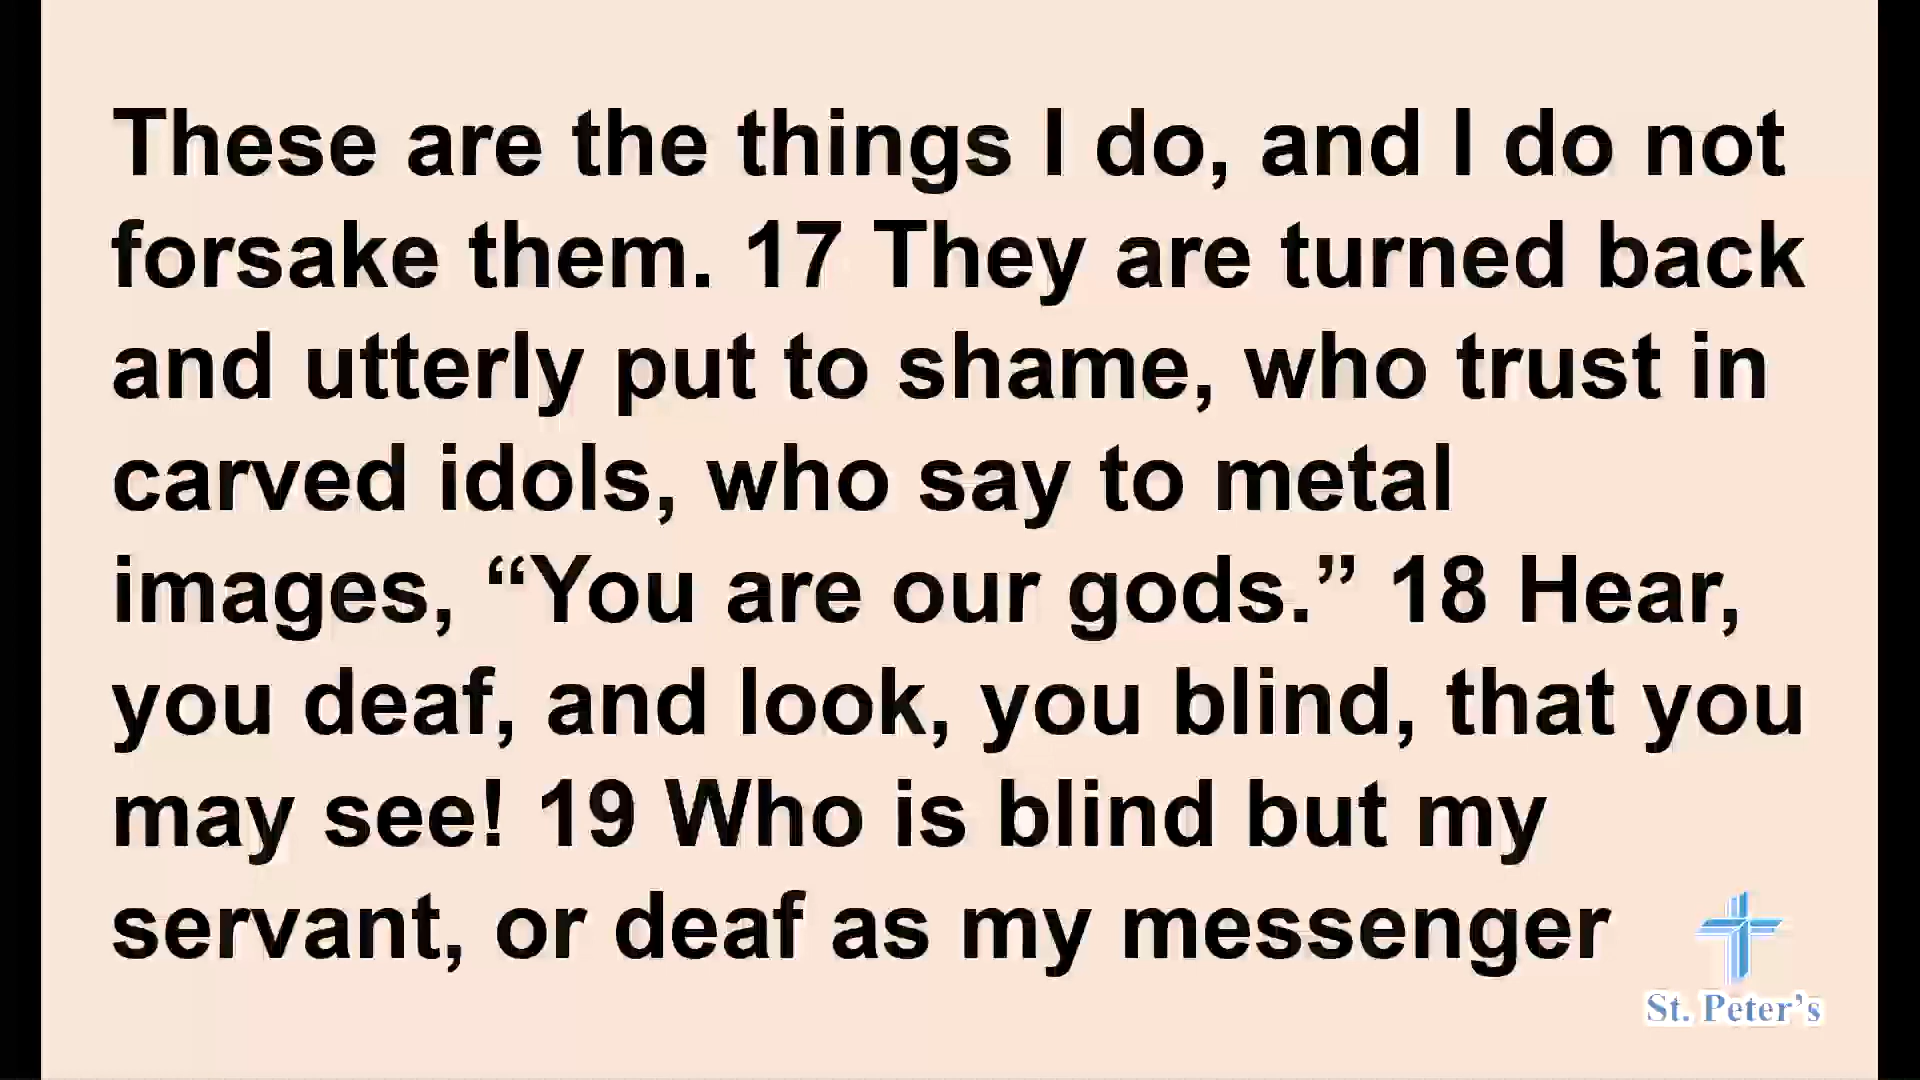 These are the things I do, and I do not
forsake them. 17 They are turned back
and utterly put to shame, who trust in
carved idols, who say to metal
images, “You are our gods.” 18 Hear,
you deaf, and look, you blind, that you
may see! 19 Who is blind but my
servant, or deaf as my messenger
St. Peter’s